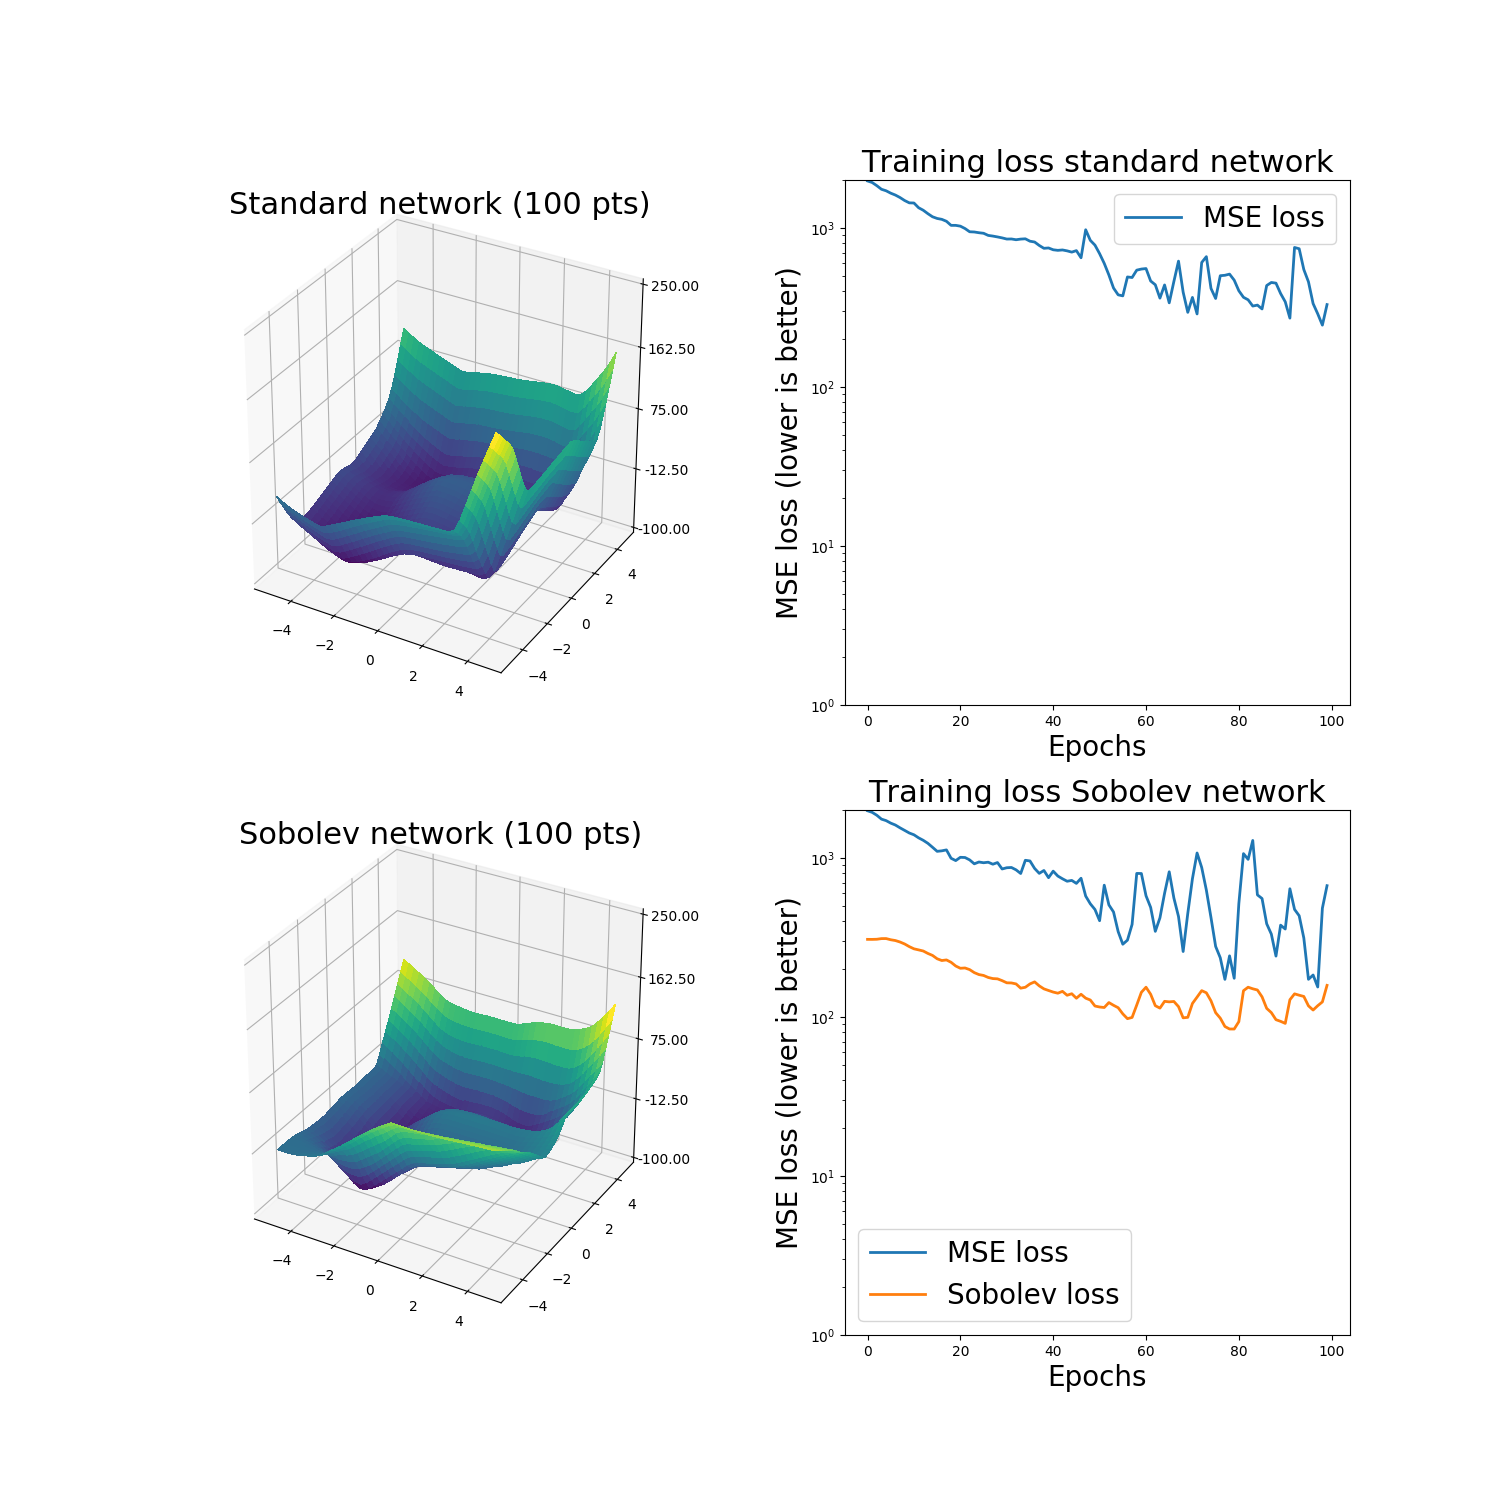 Standard network (100 pts)
250.00
162.50
75.00
-12.50
-100.00
−4
−2
0
2
4
−4
−2
0
2
4
Training loss standard network
MSE loss
MSE loss (lower is better)
10³
10²
10¹
10⁰
0 20 40 60 80 100
Epochs
Sobolev network (100 pts)
250.00
162.50
75.00
-12.50
-100.00
−4
−2
0
2
4
−4
−2
0
2
4
Training loss Sobolev network
MSE loss (lower is better)
10³
10²
10¹
10⁰
MSE loss
Sobolev loss
0 20 40 60 80 100
Epochs